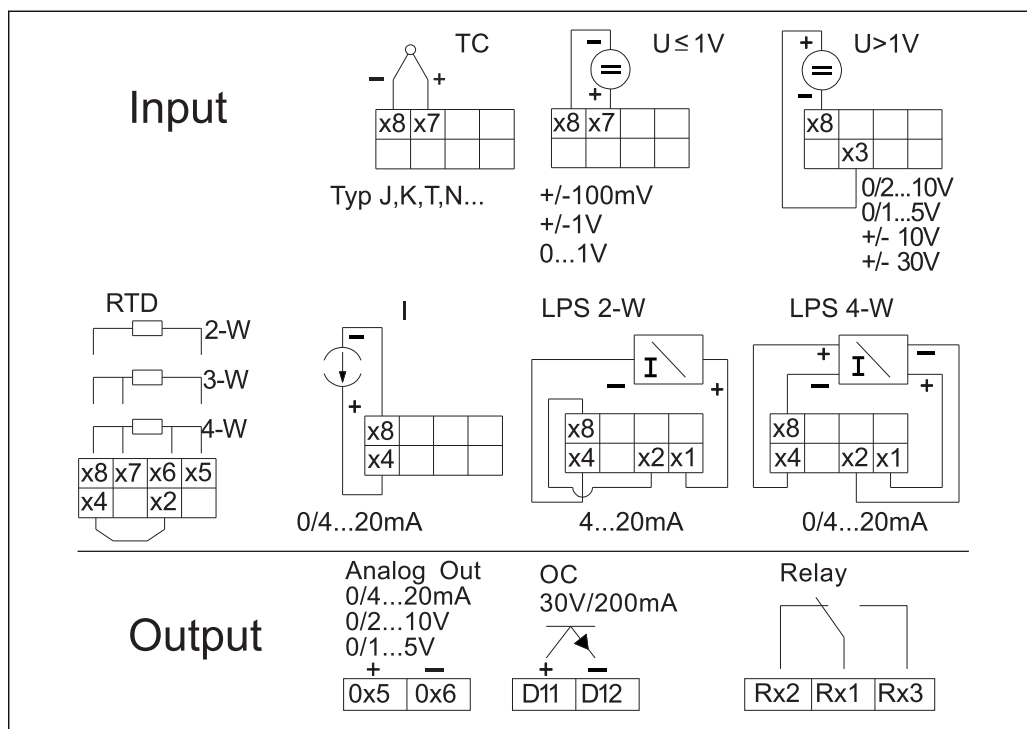 Input
TC
− +
x8 x7
Typ J,K,T,N...
U ≤ 1V
−
+
x8 x7
+/-100mV
+/-1V
0...1V
U>1V
+
−
x8
x3
0/2...10V
0/1...5V
+/- 10V
+/- 30V
RTD
2-W
3-W
4-W
x8 x7 x6 x5
x4 x2
I
−
+
x8
x4
0/4...20mA
LPS 2-W
I
− +
x8
x4 x2 x1
4...20mA
LPS 4-W
+ I −
− +
x8
x4 x2 x1
0/4...20mA
Output
Analog Out
0/4...20mA
0/2...10V
0/1...5V
+ −
0x5 0x6
OC
30V/200mA
+ −
D11 D12
Relay
Rx2 Rx1 Rx3